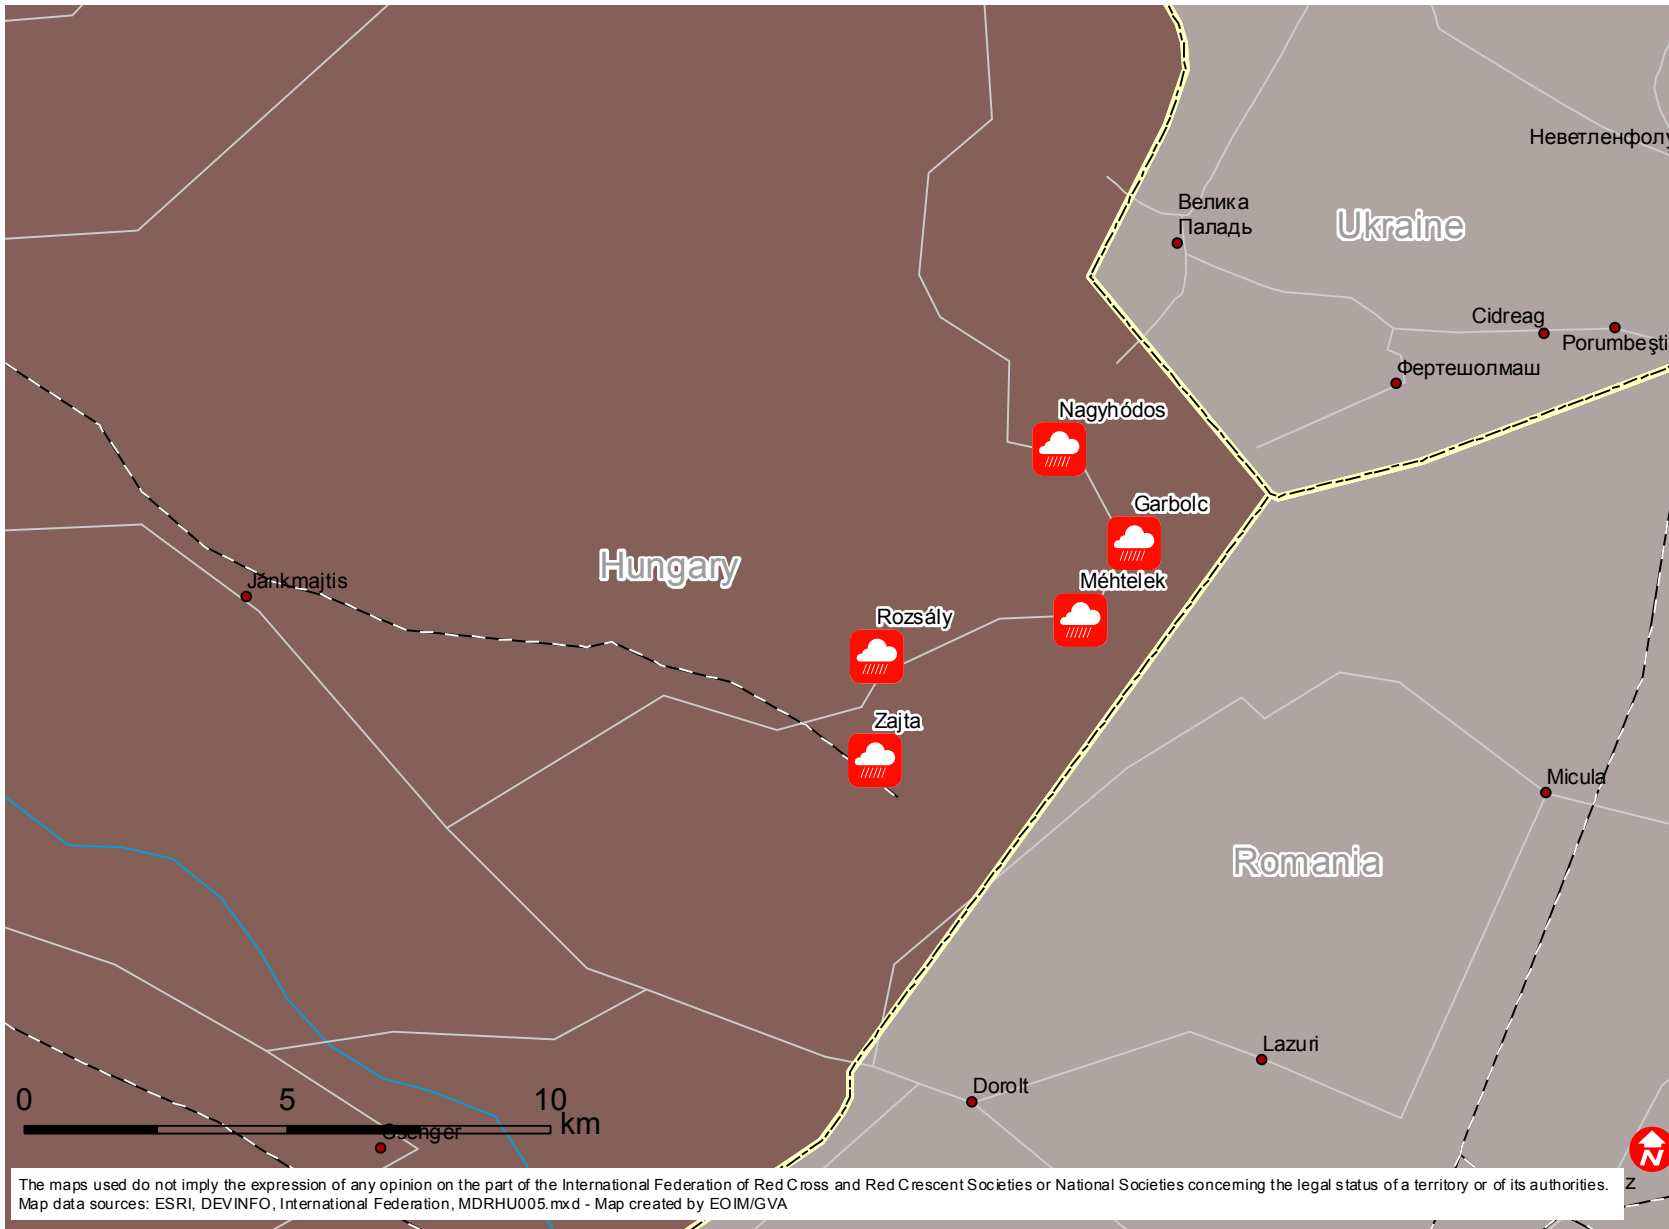 Неветленфолу
Велика
Паладь
Ukraine
Cidreag
Porumbeşti
Фертешолмаш
Nagyhódos
Garbolc
Hungary
Jánkmajtis
Méhtelek
Rozsály
Zajta
Micula
Romania
Lazuri
Dorolt
0 5 10 km
Csenger
N
z
The maps used do not imply the expression of any opinion on the part of the International Federation of Red Cross and Red Crescent Societies or National Societies concerning the legal status of a territory or of its authorities.
Map data sources: ESRI, DEVINFO, International Federation, MDRHU005.mxd - Map created by EOIM/GVA